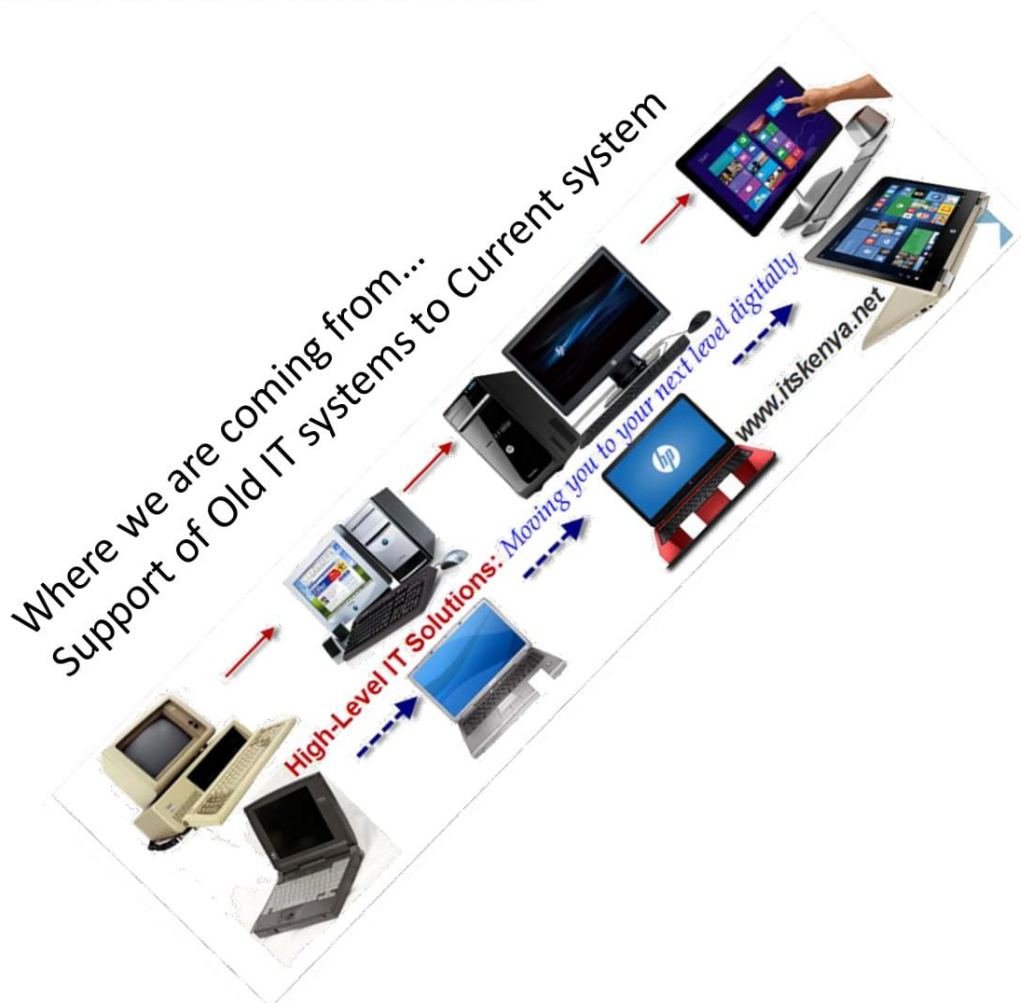 Where we are coming from...
Support of Old IT systems to Current system
High-Level IT Solutions: Moving you to your next level digitally
www.itskenya.net
hp
Start